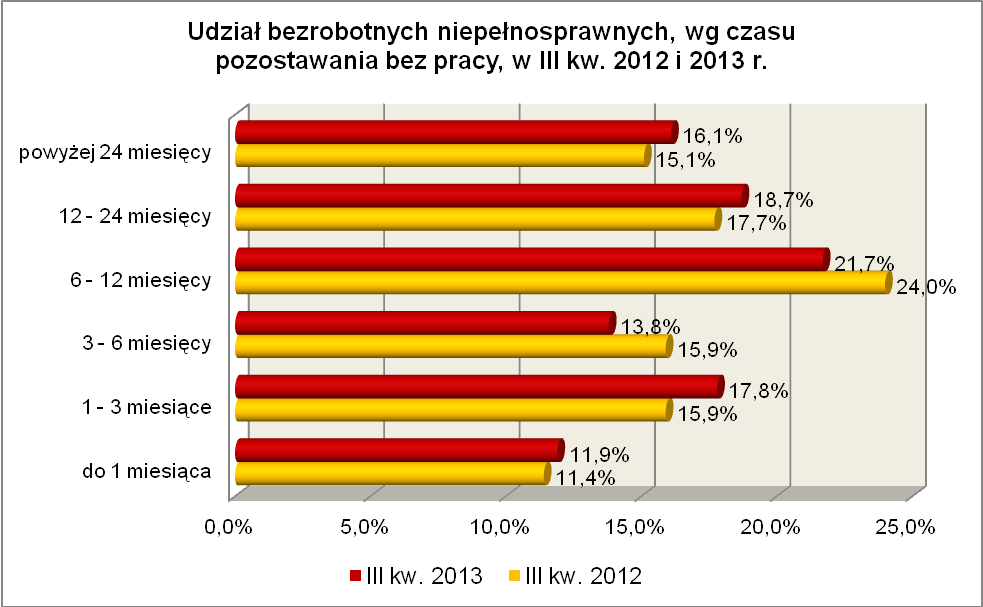 Udział bezrobotnych niepełnosprawnych, wg czasu
pozostawania bez pracy, w III kw. 2012 i 2013 r.
powyżej 24 miesięcy
16,1%
15,1%
12 - 24 miesięcy
18,7%
17,7%
6 - 12 miesięcy
21,7%
24,0%
3 - 6 miesięcy
13,8%
15,9%
1 - 3 miesiące
17,8%
15,9%
do 1 miesiąca
11,9%
11,4%
0,0% 5,0% 10,0% 15,0% 20,0% 25,0%
III kw. 2013 III kw. 2012